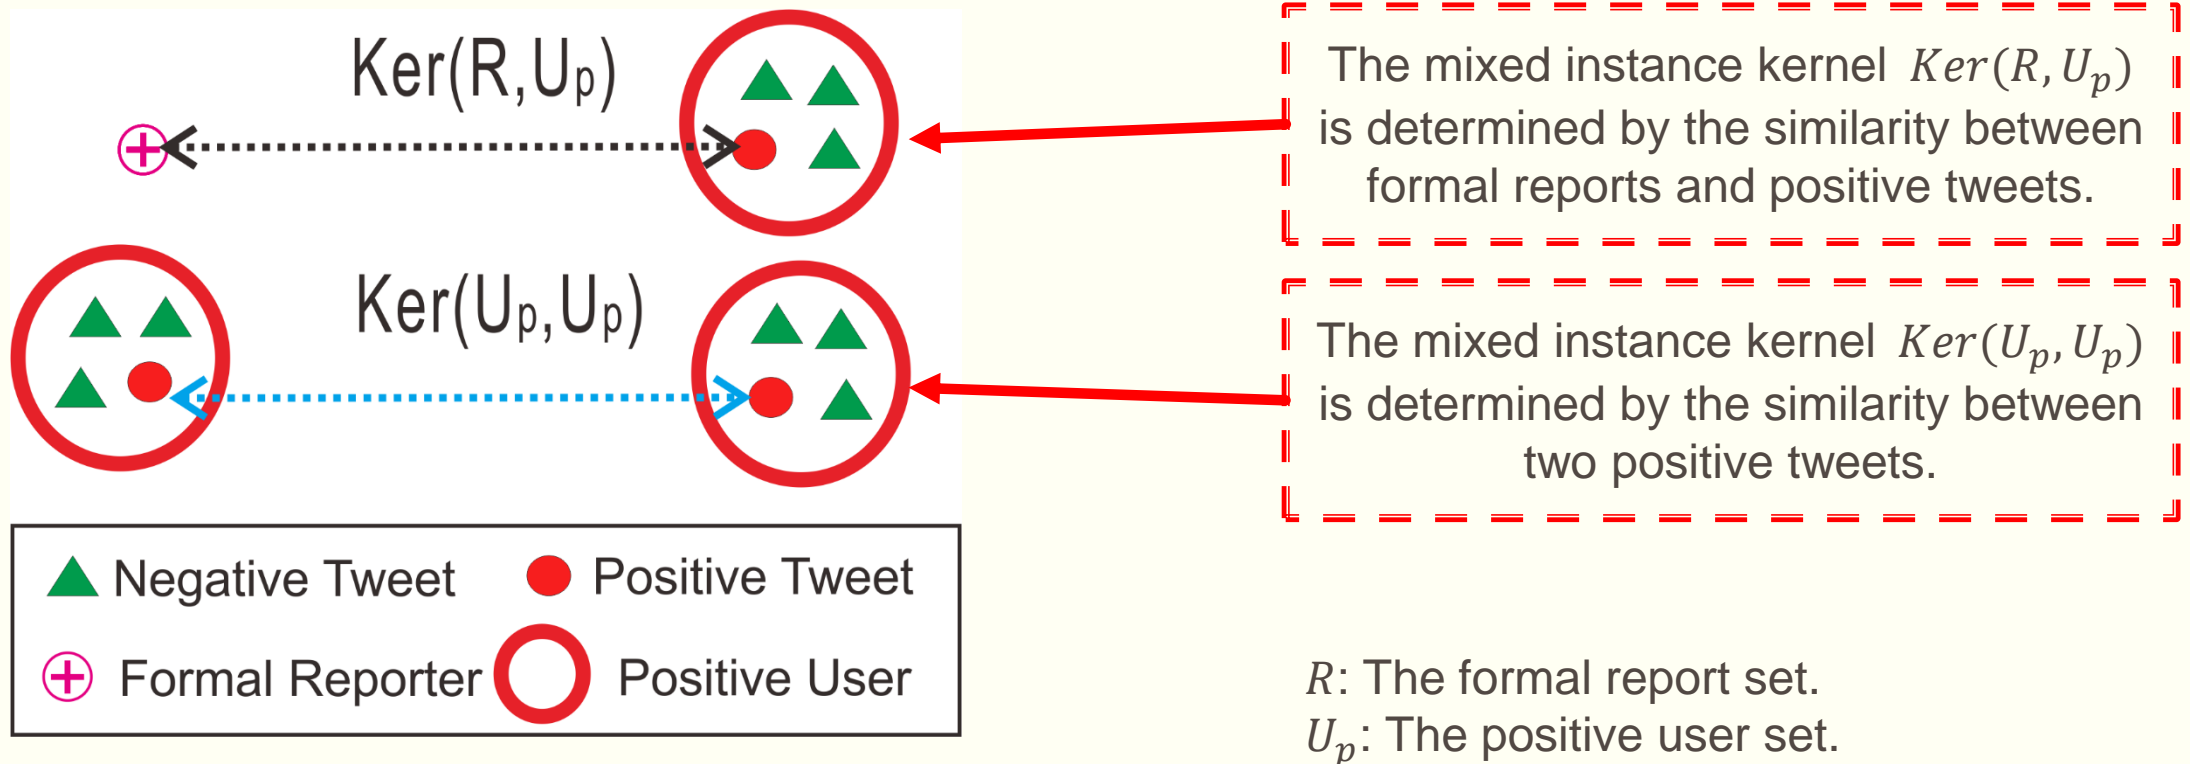 Ker(R,Up)
Ker(Up,Up)
Negative Tweet
Positive Tweet
Formal Reporter
Positive User
The mixed instance kernel Ker(R, Up)
is determined by the similarity between
formal reports and positive tweets.
The mixed instance kernel Ker(Up, Up)
is determined by the similarity between
two positive tweets.
R: The formal report set.
Up: The positive user set.